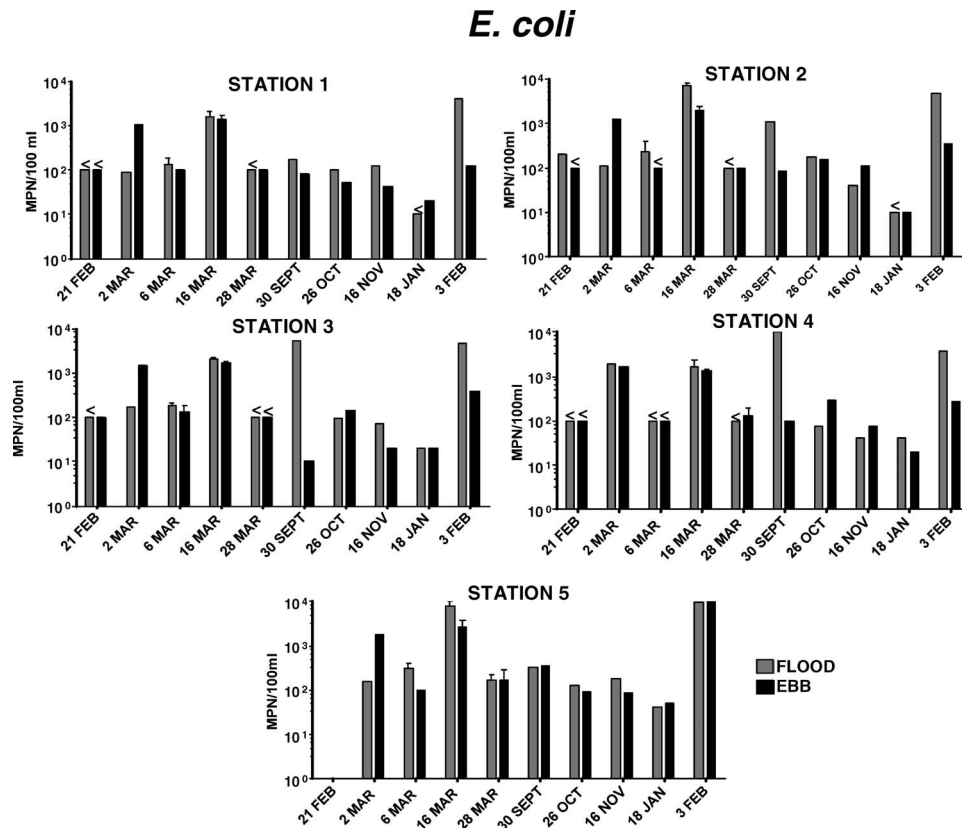 E. coli
STATION 1
MPN/100 ml
10⁴
10³
10²
10¹
10⁰
< <
<
<
21 FEB
2 MAR
6 MAR
16 MAR
28 MAR
30 SEPT
26 OCT
16 NOV
18 JAN
3 FEB
STATION 2
MPN/100ml
10⁴
10³
10²
10¹
10⁰
<
<
<
<
21 FEB
2 MAR
6 MAR
16 MAR
28 MAR
30 SEPT
26 OCT
16 NOV
18 JAN
3 FEB
STATION 3
MPN/100ml
10⁴
10³
10²
10¹
10⁰
<
< <
21 FEB
2 MAR
6 MAR
16 MAR
28 MAR
30 SEPT
26 OCT
16 NOV
18 JAN
3 FEB
STATION 4
MPN/100ml
10⁴
10³
10²
10¹
10⁰
< <
< <
<
21 FEB
2 MAR
6 MAR
16 MAR
28 MAR
30 SEPT
26 OCT
16 NOV
18 JAN
3 FEB
STATION 5
MPN/100ml
10⁴
10³
10²
10¹
10⁰
21 FEB
2 MAR
6 MAR
16 MAR
28 MAR
30 SEPT
26 OCT
16 NOV
18 JAN
3 FEB
FLOOD
EBB